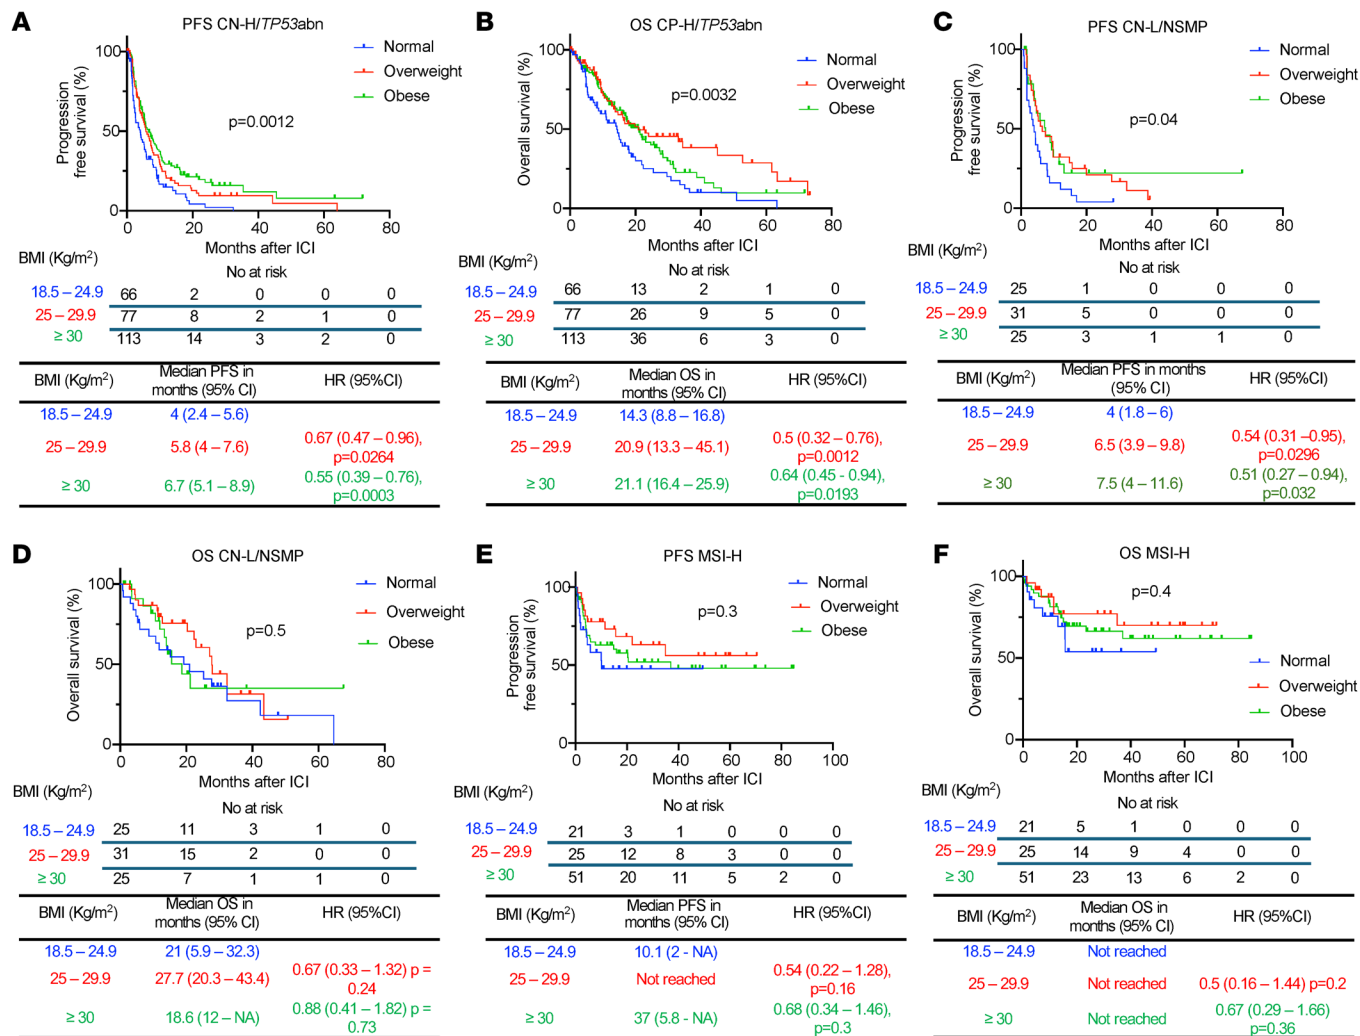 A
PFS CN-H/TP53abn
Progression
free survival (%)
100
50
0
0 20 40 60 80
Months after ICI
Normal
Overweight
Obese
p=0.0012
BMI (Kg/m²)
No at risk
18.5 – 24.9 66 2 0 0 0
25 – 29.9 77 8 2 1 0
≥ 30 113 14 3 2 0
BMI (Kg/m²) Median PFS in months (95% CI) HR (95%CI)
18.5 – 24.9 4 (2.4 – 5.6)
25 – 29.9 5.8 (4 – 7.6) 0.67 (0.47 – 0.96), p=0.0264
≥ 30 6.7 (5.1 – 8.9) 0.55 (0.39 – 0.76), p=0.0003
B
OS CP-H/TP53abn
Overall survival (%)
100
50
0
0 20 40 60 80
Months after ICI
Normal
Overweight
Obese
p=0.0032
BMI (Kg/m²)
No at risk
18.5 – 24.9 66 13 2 1 0
25 – 29.9 77 26 9 5 0
≥ 30 113 36 6 3 0
BMI (Kg/m²) Median OS in months (95% CI) HR (95%CI)
18.5 – 24.9 14.3 (8.8 – 16.8)
25 – 29.9 20.9 (13.3 – 45.1) 0.5 (0.32 – 0.76), p=0.0012
≥ 30 21.1 (16.4 – 25.9) 0.64 (0.45 - 0.94), p=0.0193
C
PFS CN-L/NSMP
Progression
free survival (%)
100
50
0
0 20 40 60 80
Months after ICI
Normal
Overweight
Obese
p=0.04
BMI (Kg/m²)
No at risk
18.5 – 24.9 25 1 0 0 0
25 – 29.9 31 5 0 0 0
≥ 30 25 3 1 1 0
BMI (Kg/m²) Median PFS in months (95% CI) HR (95%CI)
18.5 – 24.9 4 (1.8 – 6)
25 – 29.9 6.5 (3.9 – 9.8) 0.54 (0.31 –0.95), p=0.0296
≥ 30 7.5 (4 – 11.6) 0.51 (0.27 – 0.94), p=0.032
D
OS CN-L/NSMP
Overall survival (%)
100
50
0
0 20 40 60 80
Months after ICI
Normal
Overweight
Obese
p=0.5
BMI (Kg/m²)
No at risk
18.5 – 24.9 25 11 3 1 0
25 – 29.9 31 15 2 0 0
≥ 30 25 7 1 1 0
BMI (Kg/m²) Median OS in months (95% CI) HR (95%CI)
18.5 – 24.9 21 (5.9 – 32.3)
25 – 29.9 27.7 (20.3 – 43.4) 0.67 (0.33 – 1.32) p = 0.24
≥ 30 18.6 (12 – NA) 0.88 (0.41 – 1.82) p = 0.73
E
PFS MSI-H
Progression
free survival (%)
100
50
0
0 20 40 60 80 100
Months after ICI
Normal
Overweight
Obese
p=0.3
BMI (Kg/m²)
No at risk
18.5 – 24.9 21 3 1 0 0 0
25 – 29.9 25 12 8 3 0 0
≥ 30 51 20 11 5 2 0
BMI (Kg/m²) Median PFS in months (95% CI) HR (95%CI)
18.5 – 24.9 10.1 (2 - NA)
25 – 29.9 Not reached 0.54 (0.22 – 1.28), p=0.16
≥ 30 37 (5.8 - NA) 0.68 (0.34 – 1.46), p=0.3
F
OS MSI-H
Overall survival (%)
100
50
0
0 20 40 60 80 100
Months after ICI
p=0.4
Normal
Overweight
Obese
BMI (Kg/m²)
No at risk
18.5 – 24.9 21 5 1 0 0 0
25 – 29.9 25 14 9 4 0 0
≥ 30 51 23 13 6 2 0
BMI (Kg/m²) Median OS in months (95% CI) HR (95%CI)
18.5 – 24.9 Not reached
25 – 29.9 Not reached 0.5 (0.16 – 1.44) p=0.2
≥ 30 Not reached 0.67 (0.29 – 1.66) p=0.36